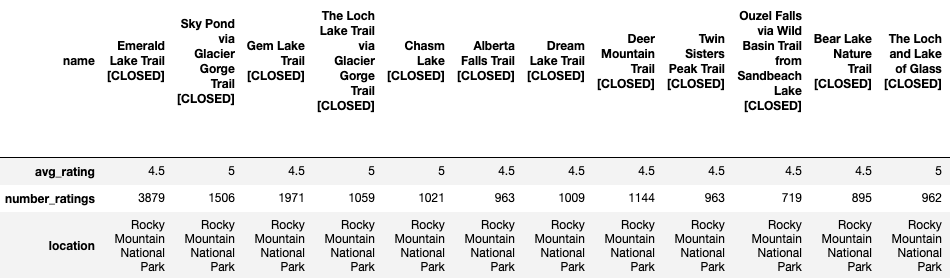 name
Emerald
Lake Trail
[CLOSED]
Sky Pond
via
Glacier
Gorge
Trail
[CLOSED]
Gem Lake
Trail
[CLOSED]
The Loch
Lake Trail
via
Glacier
Gorge
Trail
[CLOSED]
Chasm
Lake
[CLOSED]
Alberta
Falls Trail
[CLOSED]
Dream
Lake Trail
[CLOSED]
Deer
Mountain
Trail
[CLOSED]
Twin
Sisters
Peak Trail
[CLOSED]
Ouzel Falls
via Wild
Basin Trail
from
Sandbeach
Lake
[CLOSED]
Bear Lake
Nature
Trail
[CLOSED]
The Loch
and Lake
of Glass
[CLOSED]
avg_rating 4.5 5 4.5 5 5 4.5 4.5 4.5 4.5 4.5 4.5 5
number_ratings 3879 1506 1971 1059 1021 963 1009 1144 963 719 895 962
location
Rocky
Mountain
National
Park
Rocky
Mountain
National
Park
Rocky
Mountain
National
Park
Rocky
Mountain
National
Park
Rocky
Mountain
National
Park
Rocky
Mountain
National
Park
Rocky
Mountain
National
Park
Rocky
Mountain
National
Park
Rocky
Mountain
National
Park
Rocky
Mountain
National
Park
Rocky
Mountain
National
Park
Rocky
Mountain
National
Park